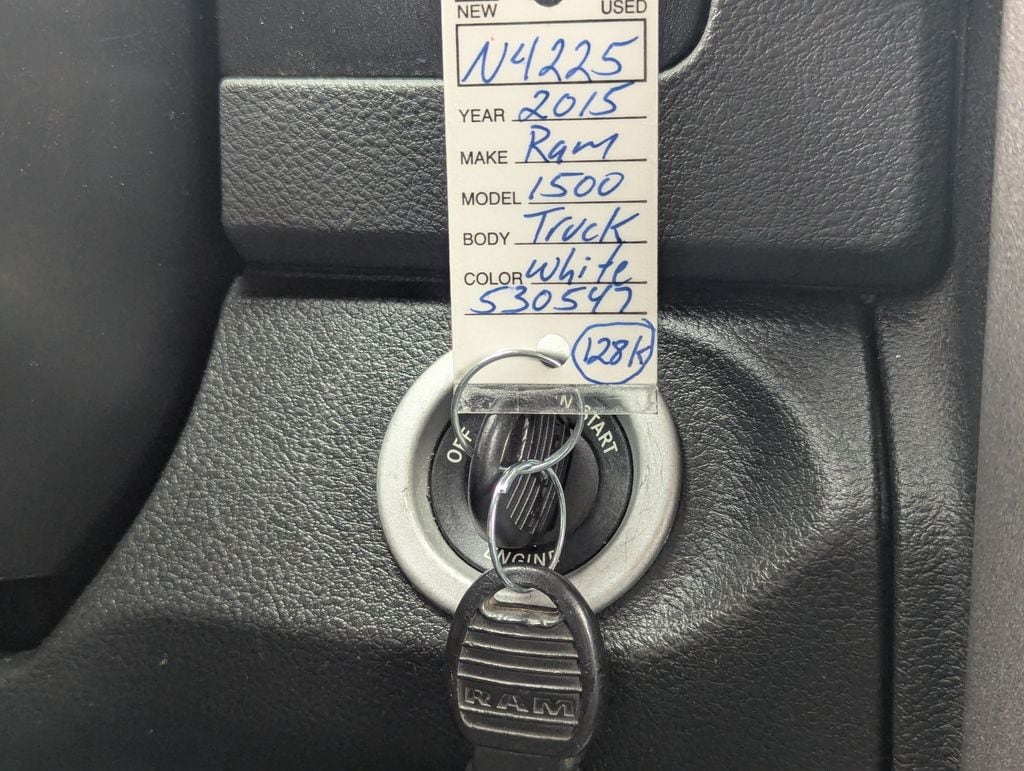 NEW USED
N4225
YEAR 2015
MAKE Ram
MODEL 1500
BODY Truck
COLOR white
530547
128K
OFF
START
ENGINE
RAM